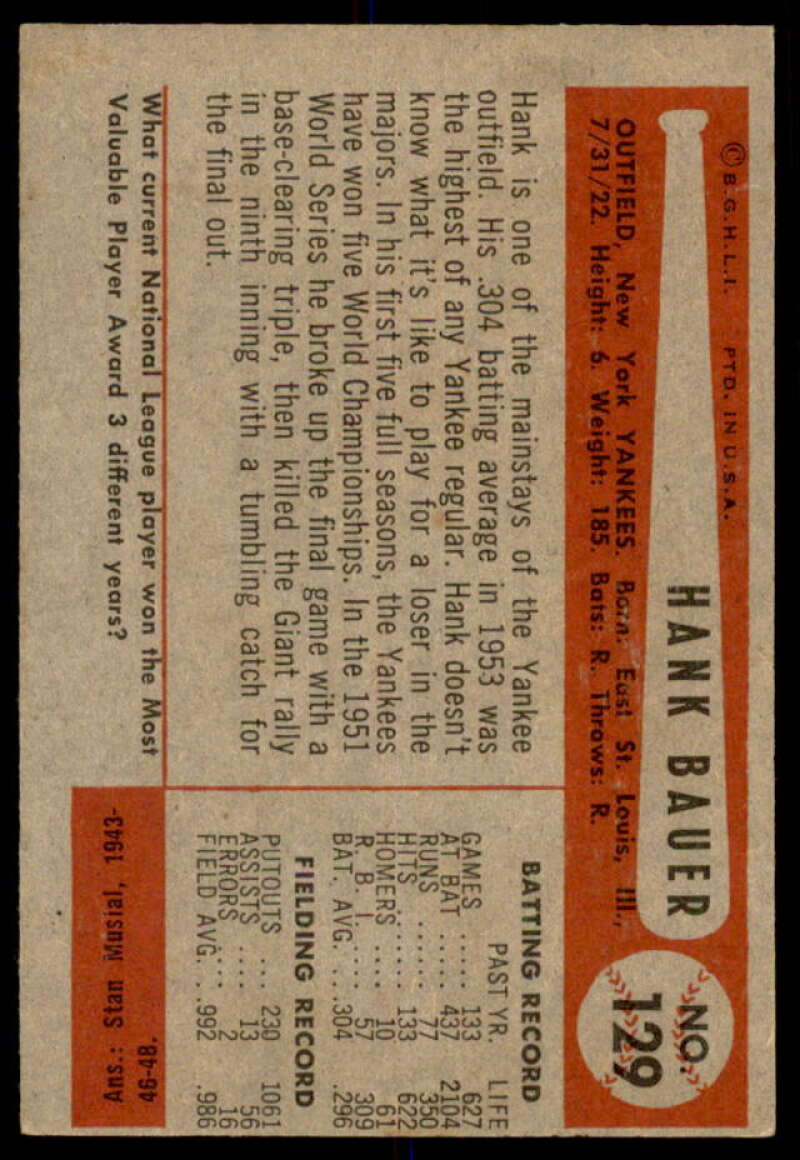 © B.G.H.L.I. PTD. IN U.S.A.
HANK BAUER
NO. 129
OUTFIELD, New York YANKEES. Born: East St. Louis, Ill.,
7/31/22. Height: 6. Weight: 185. Bats: R. Throws: R.
Hank is one of the mainstays of the Yankee
outfield. His .304 batting average in 1953 was
the highest of any Yankee regular. Hank doesn't
know what it's like to play for a loser in the
majors. In his first five full seasons, the Yankees
have won five World Championships. In the 1951
World Series he broke up the final game with a
base-clearing triple, then killed the Giant rally
in the ninth inning with a tumbling catch for
the final out.
BATTING RECORD
PAST YR. LIFE
GAMES ..... 133 627
AT BAT ..... 437 2104
RUNS ...... 77 350
HITS ...... 133 622
HOMERS .... 10 61
R. B. I. .... 57 309
BAT. AVG. .. .304 .296
FIELDING RECORD
PUTOUTS ... 230 1061
ASSISTS .... 13 56
ERRORS .... 2 16
FIELD AVG. .. .992 .986
What current National League player won the Most
Valuable Player Award 3 different years?
Ans.: Stan Musial, 1943-
46-48.